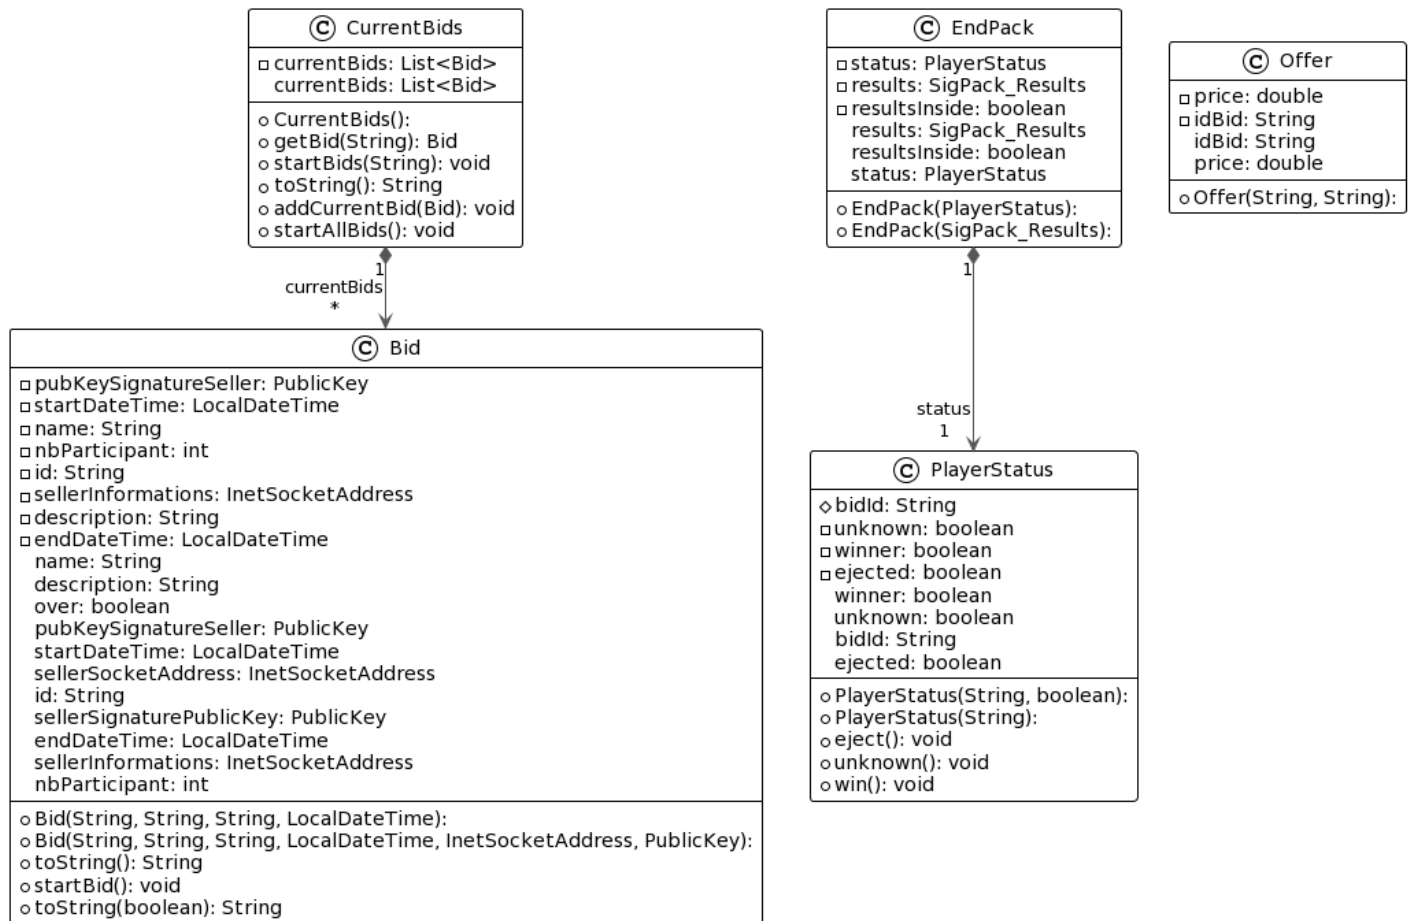 C CurrentBids
currentBids: List<Bid>
currentBids: List<Bid>
CurrentBids():
getBid(String): Bid
startBids(String): void
toString(): String
addCurrentBid(Bid): void
startAllBids(): void
1
currentBids
*
C Bid
pubKeySignatureSeller: PublicKey
startDateTime: LocalDateTime
name: String
nbParticipant: int
id: String
sellerInformations: InetSocketAddress
description: String
endDateTime: LocalDateTime
name: String
description: String
over: boolean
pubKeySignatureSeller: PublicKey
startDateTime: LocalDateTime
sellerSocketAddress: InetSocketAddress
id: String
sellerSignaturePublicKey: PublicKey
endDateTime: LocalDateTime
sellerInformations: InetSocketAddress
nbParticipant: int
Bid(String, String, String, LocalDateTime):
Bid(String, String, String, LocalDateTime, InetSocketAddress, PublicKey):
toString(): String
startBid(): void
toString(boolean): String
C EndPack
status: PlayerStatus
results: SigPack_Results
resultsInside: boolean
results: SigPack_Results
resultsInside: boolean
status: PlayerStatus
EndPack(PlayerStatus):
EndPack(SigPack_Results):
1
status
1
C PlayerStatus
bidId: String
unknown: boolean
winner: boolean
ejected: boolean
winner: boolean
unknown: boolean
bidId: String
ejected: boolean
PlayerStatus(String, boolean):
PlayerStatus(String):
eject(): void
unknown(): void
win(): void
C Offer
price: double
idBid: String
idBid: String
price: double
Offer(String, String):